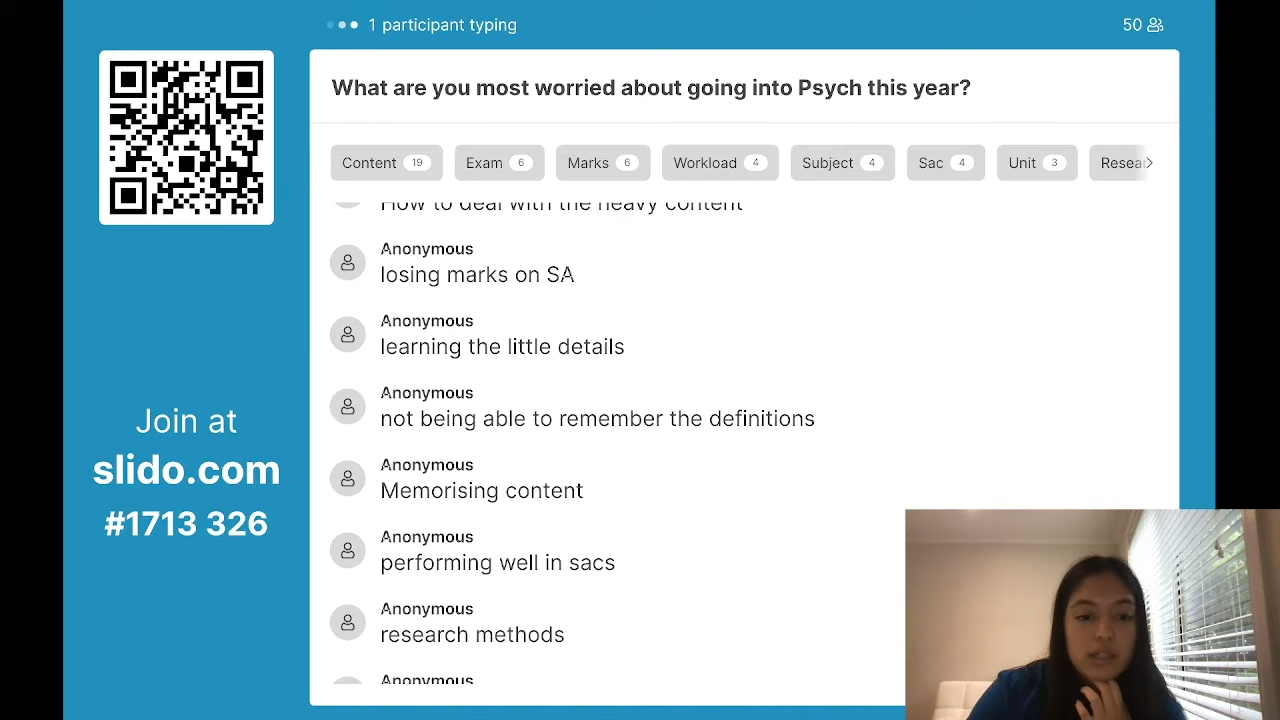 1 participant typing
50
What are you most worried about going into Psych this year?
Content 19 Exam 6 Marks 6 Workload 4 Subject 4 Sac 4 Unit 3 Resear
How to deal with the heavy content
Anonymous
losing marks on SA
Anonymous
learning the little details
Anonymous
not being able to remember the definitions
Anonymous
Memorising content
Anonymous
performing well in sacs
Anonymous
research methods
Anonymous
Join at
slido.com
#1713 326